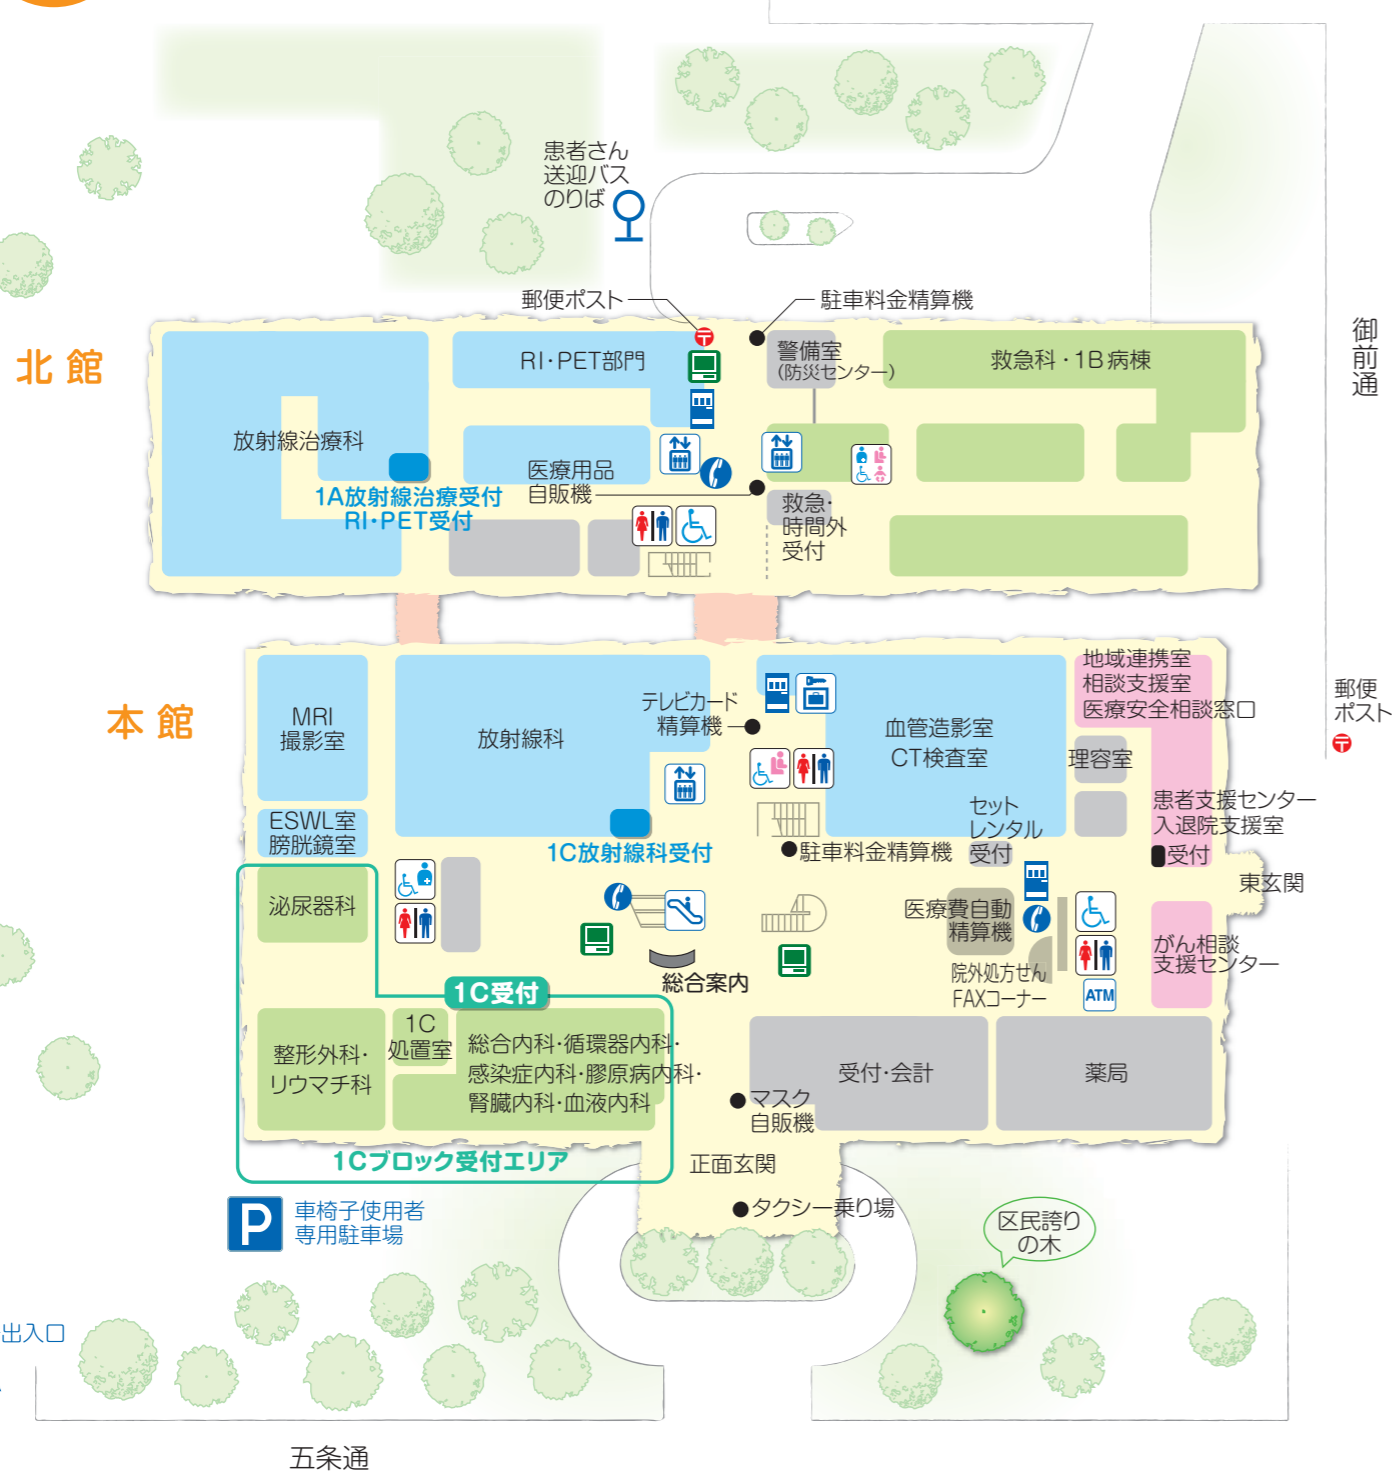 患者さん
送迎バス
のりば
郵便ポスト
駐車料金精算機
北館
RI・PET部門
警備室
（防災センター）
救急科・1B病棟
御前通
放射線治療科
1A放射線治療受付
RI・PET受付
医療用品
自販機
救急・
時間外
受付
本館
MRI
撮影室
放射線科
テレビカード
精算機
血管造影室
CT検査室
地域連携室
相談支援室
医療安全相談窓口
理容室
郵便
ポスト
ESWL室
膀胱鏡室
1C放射線科受付
駐車料金精算機
セット
レンタル
受付
患者支援センター
入退院支援室
受付
東玄関
泌尿器科
医療費自動
精算機
院外処方せん
FAXコーナー
ATM
がん相談
支援センター
総合案内
1C受付
整形外科・
リウマチ科
1C
処置室
総合内科・循環器内科・
感染症内科・膠原病内科・
腎臓内科・血液内科
受付・会計
薬局
マスク
自販機
1Cブロック受付エリア
正面玄関
タクシー乗り場
P
車椅子使用者
専用駐車場
区民誇り
の木
出入口
五条通